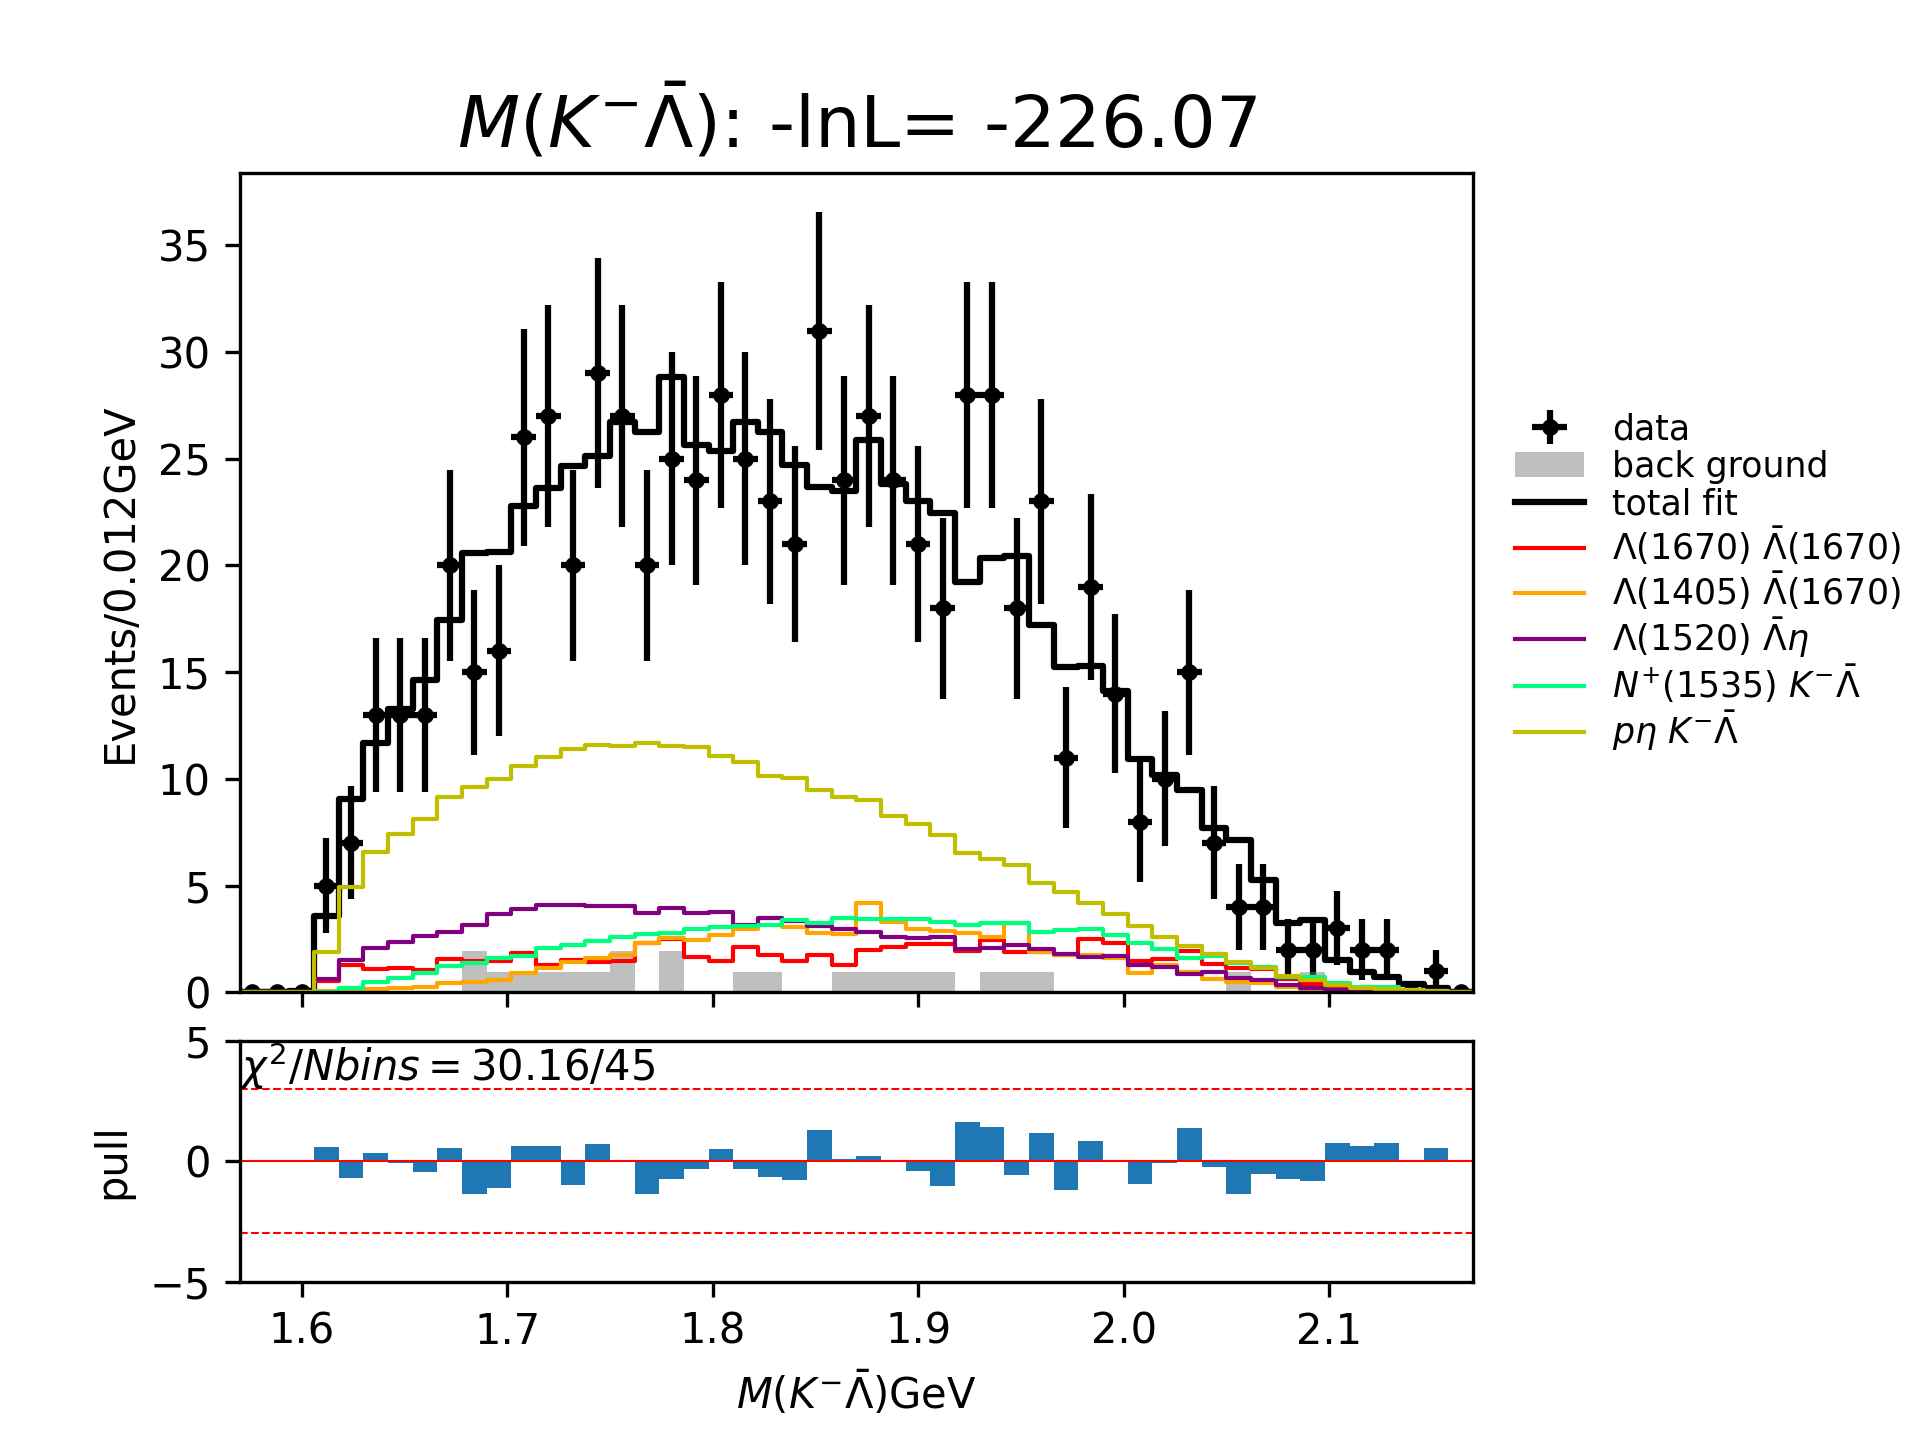 M(K⁻Λ̄): -lnL= -226.07
Events/0.012GeV
35
30
25
20
15
10
5
0
data
back ground
total fit
Λ(1670) Λ̄(1670)
Λ(1405) Λ̄(1670)
Λ(1520) Λ̄η
N⁺(1535) K⁻Λ̄
pη K⁻Λ̄
χ²/Nbins = 30.16/45
pull
5
0
−5
1.6 1.7 1.8 1.9 2.0 2.1
M(K⁻Λ̄)GeV